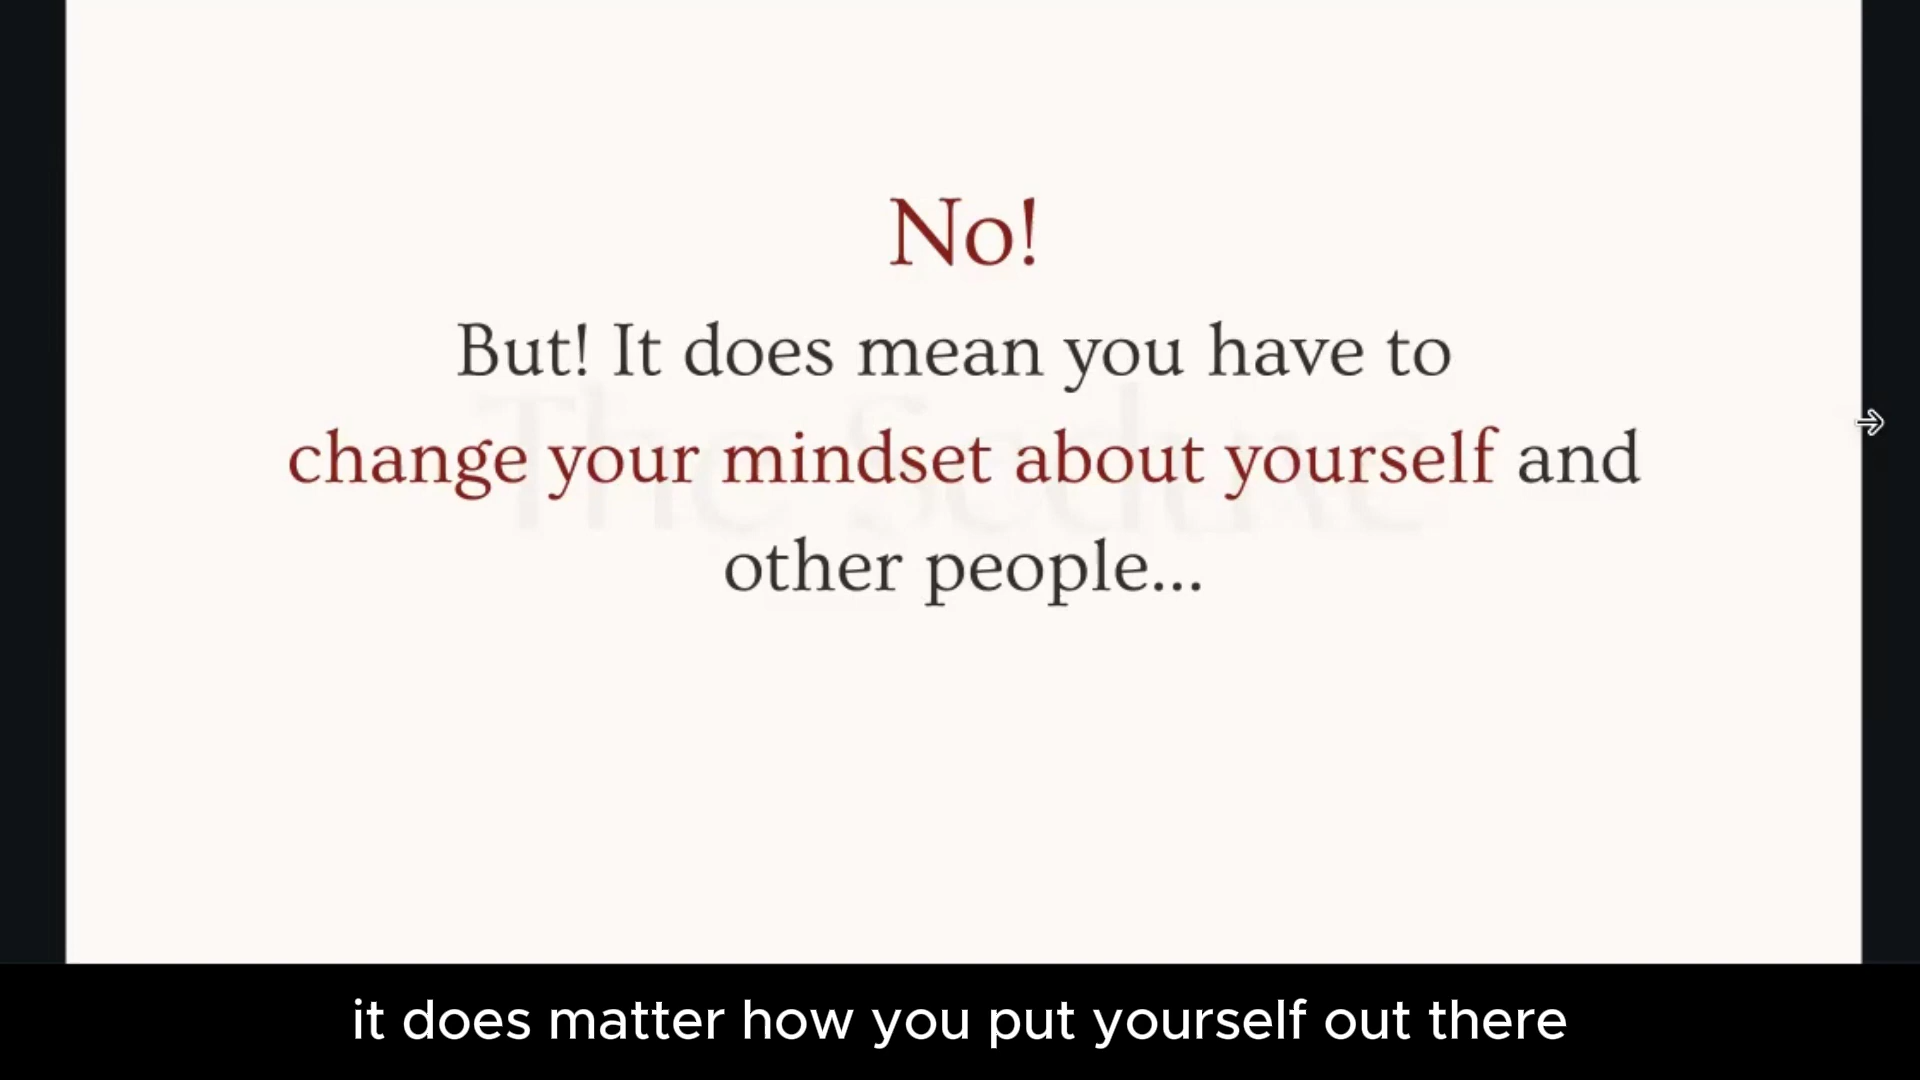 No!
But! It does mean you have to
change your mindset about yourself and
other people...
it does matter how you put yourself out there